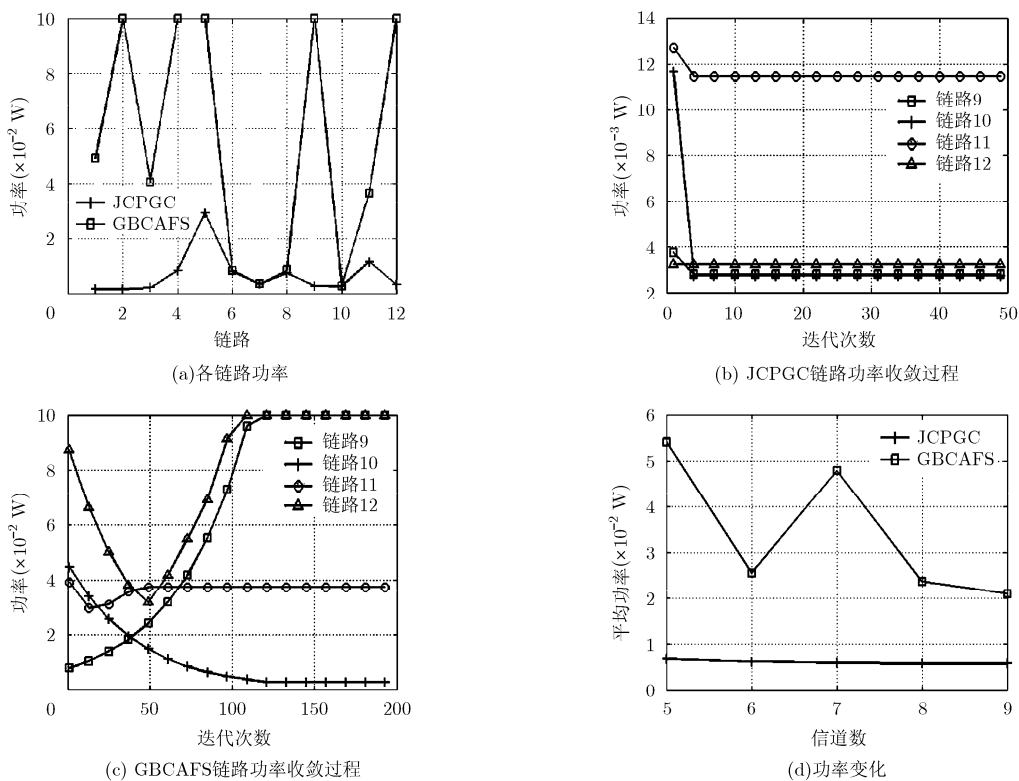 10
8
6
4
2
0
2 4 6 8 10 12
功率(×10⁻² W)
JCPGC
GBCAFS
链路
(a)各链路功率
14
12
10
8
6
4
2
0 10 20 30 40 50
功率(×10⁻³ W)
链路9
链路10
链路11
链路12
迭代次数
(b) JCPGC链路功率收敛过程
10
8
6
4
2
0 50 100 150 200
功率(×10⁻² W)
链路9
链路10
链路11
链路12
迭代次数
(c) GBCAFS链路功率收敛过程
6
5
4
3
2
1
0
5 6 7 8 9
平均功率(×10⁻² W)
JCPGC
GBCAFS
信道数
(d)功率变化